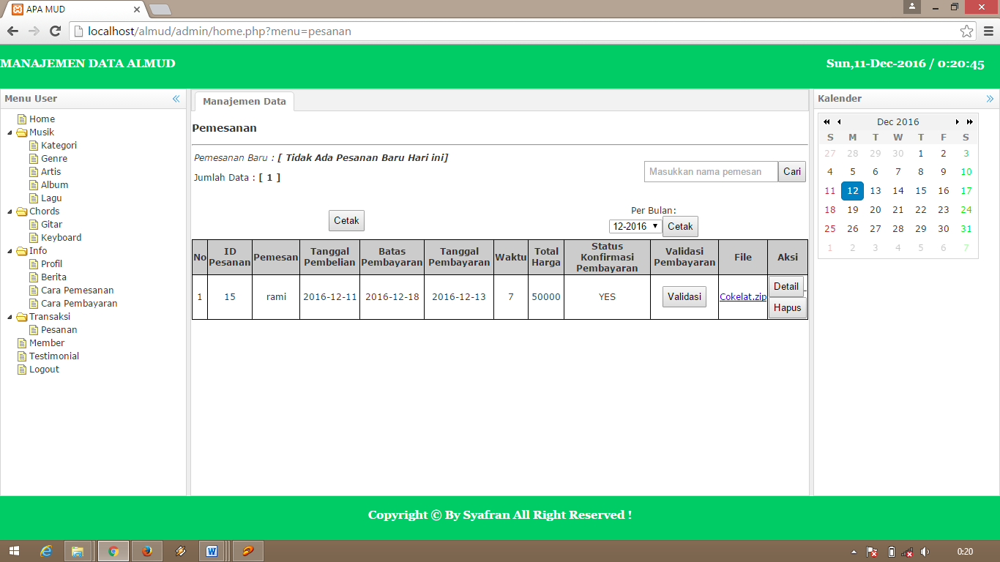 APA MUD
localhost/almud/admin/home.php?menu=pesanan
MANAJEMEN DATA ALMUD
Sun,11-Dec-2016 / 0:20:45
Menu User
Home
Musik
Kategori
Genre
Artis
Album
Lagu
Chords
Gitar
Keyboard
Info
Profil
Berita
Cara Pemesanan
Cara Pembayaran
Transaksi
Pesanan
Member
Testimonial
Logout
Manajemen Data
Pemesanan
Pemesanan Baru : [ Tidak Ada Pesanan Baru Hari ini]
Jumlah Data : [ 1 ]
Masukkan nama pemesan Cari
Cetak
Per Bulan:
12-2016 Cetak
No ID Pesanan Pemesan Tanggal Pembelian Batas Pembayaran Tanggal Pembayaran Waktu Total Harga Status Konfirmasi Pembayaran Validasi Pembayaran File Aksi
1 15 rami 2016-12-11 2016-12-18 2016-12-13 7 50000 YES Validasi Cokelat.zip Detail
Hapus
Kalender
Dec 2016
S M T W T F S
27 28 29 30 1 2 3
4 5 6 7 8 9 10
11 12 13 14 15 16 17
18 19 20 21 22 23 24
25 26 27 28 29 30 31
1 2 3 4 5 6 7
Copyright © By Syafran All Right Reserved !
0:20